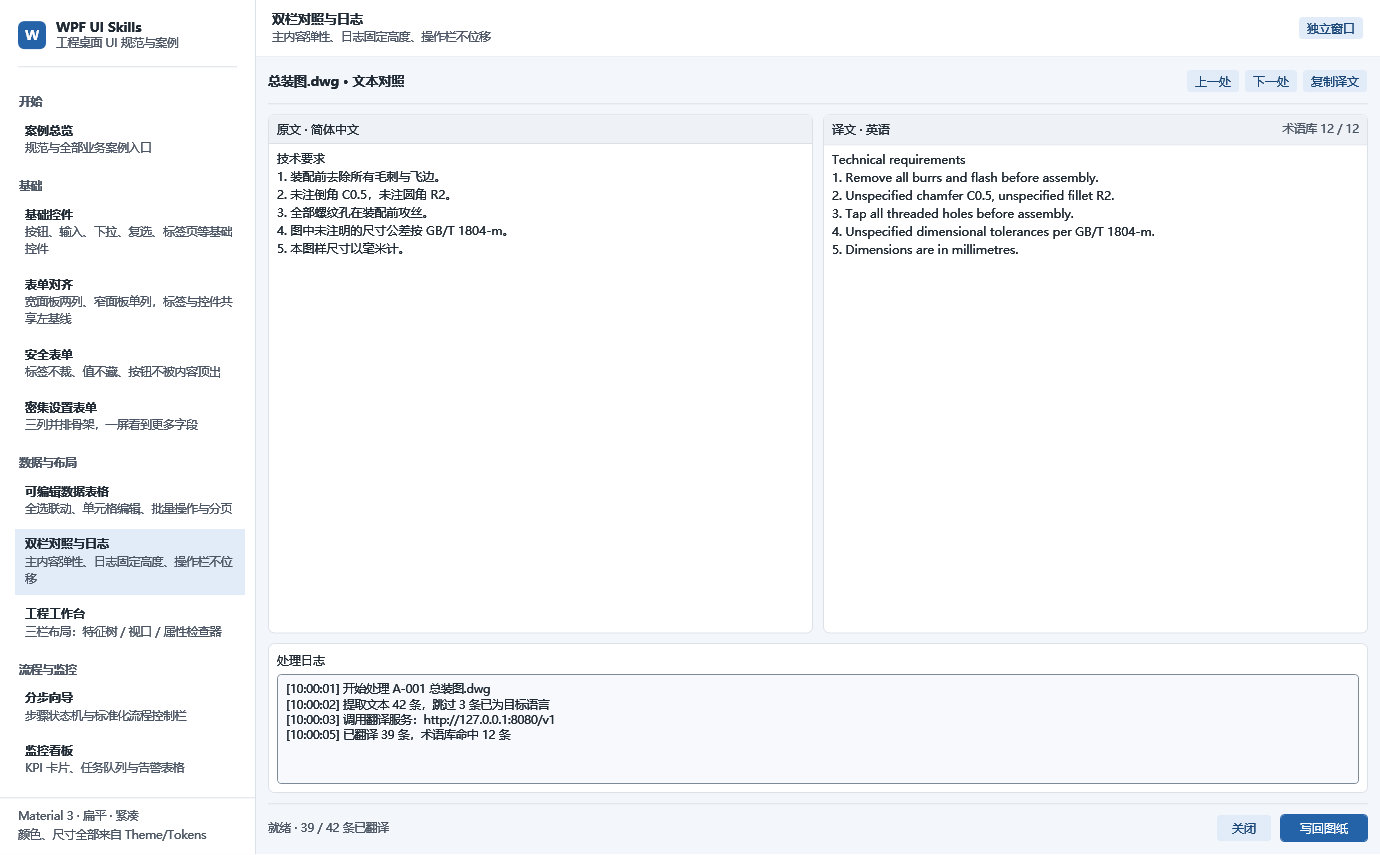 W
WPF UI Skills
工程桌面 UI 规范与案例
开始
案例总览
规范与全部业务案例入口
基础
基础控件
按钮、输入、下拉、复选、标签页等基础
控件
表单对齐
宽面板两列、窄面板单列，标签与控件共
享左基线
安全表单
标签不裁、值不藏、按钮不被内容顶出
密集设置表单
三列并排骨架，一屏看到更多字段
数据与布局
可编辑数据表格
全选联动、单元格编辑、批量操作与分页
双栏对照与日志
主内容弹性、日志固定高度、操作栏不位
移
工程工作台
三栏布局：特征树 / 视口 / 属性检查器
流程与监控
分步向导
步骤状态机与标准化流程控制栏
监控看板
KPI 卡片、任务队列与告警表格
Material 3 · 扁平 · 紧凑
颜色、尺寸全部来自 Theme/Tokens
双栏对照与日志
主内容弹性、日志固定高度、操作栏不位移
独立窗口
总装图.dwg • 文本对照
上一处
下一处
复制译文
原文 · 简体中文
技术要求
1. 装配前去除所有毛刺与飞边。
2. 未注倒角 C0.5，未注圆角 R2。
3. 全部螺纹孔在装配前攻丝。
4. 图中未注明的尺寸公差按 GB/T 1804-m。
5. 本图样尺寸以毫米计。
译文 · 英语
术语库 12 / 12
Technical requirements
1. Remove all burrs and flash before assembly.
2. Unspecified chamfer C0.5, unspecified fillet R2.
3. Tap all threaded holes before assembly.
4. Unspecified dimensional tolerances per GB/T 1804-m.
5. Dimensions are in millimetres.
处理日志
[10:00:01] 开始处理 A-001 总装图.dwg
[10:00:02] 提取文本 42 条，跳过 3 条已为目标语言
[10:00:03] 调用翻译服务：http://127.0.0.1:8080/v1
[10:00:05] 已翻译 39 条，术语库命中 12 条
就绪 · 39 / 42 条已翻译
关闭
写回图纸